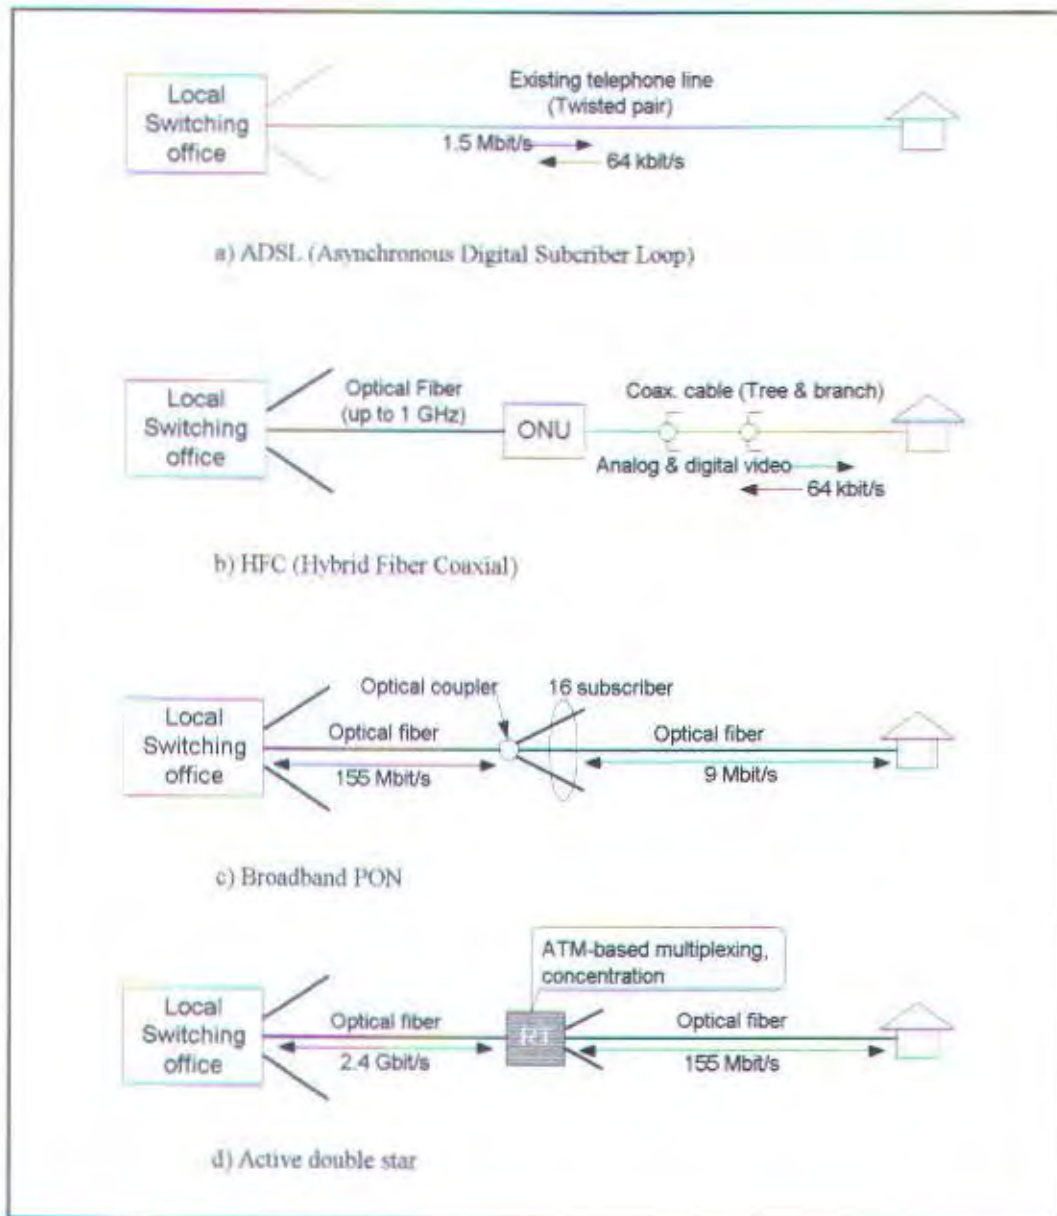 Local
Switching
office
Existing telephone line
(Twisted pair)
1.5 Mbit/s
64 kbit/s
a) ADSL (Asynchronous Digital Subcriber Loop)
Local
Switching
office
Optical Fiber
(up to 1 GHz)
ONU
Coax. cable (Tree & branch)
Analog & digital video
64 kbit/s
b) HFC (Hybrid Fiber Coaxial)
Local
Switching
office
Optical coupler
16 subscriber
Optical fiber
155 Mbit/s
Optical fiber
9 Mbit/s
c) Broadband PON
ATM-based multiplexing,
concentration
Local
Switching
office
Optical fiber
2.4 Gbit/s
RT
Optical fiber
155 Mbit/s
d) Active double star